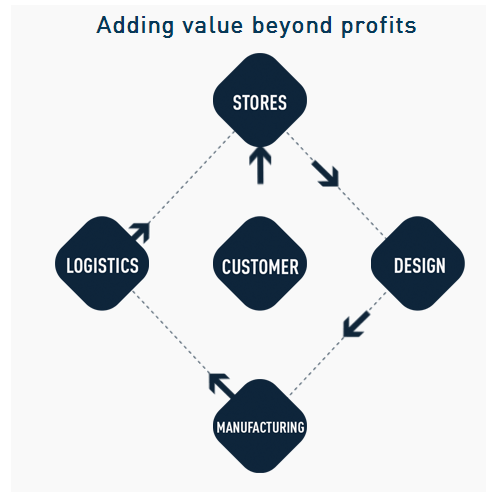 Adding value beyond profits
STORES
LOGISTICS
CUSTOMER
DESIGN
MANUFACTURING